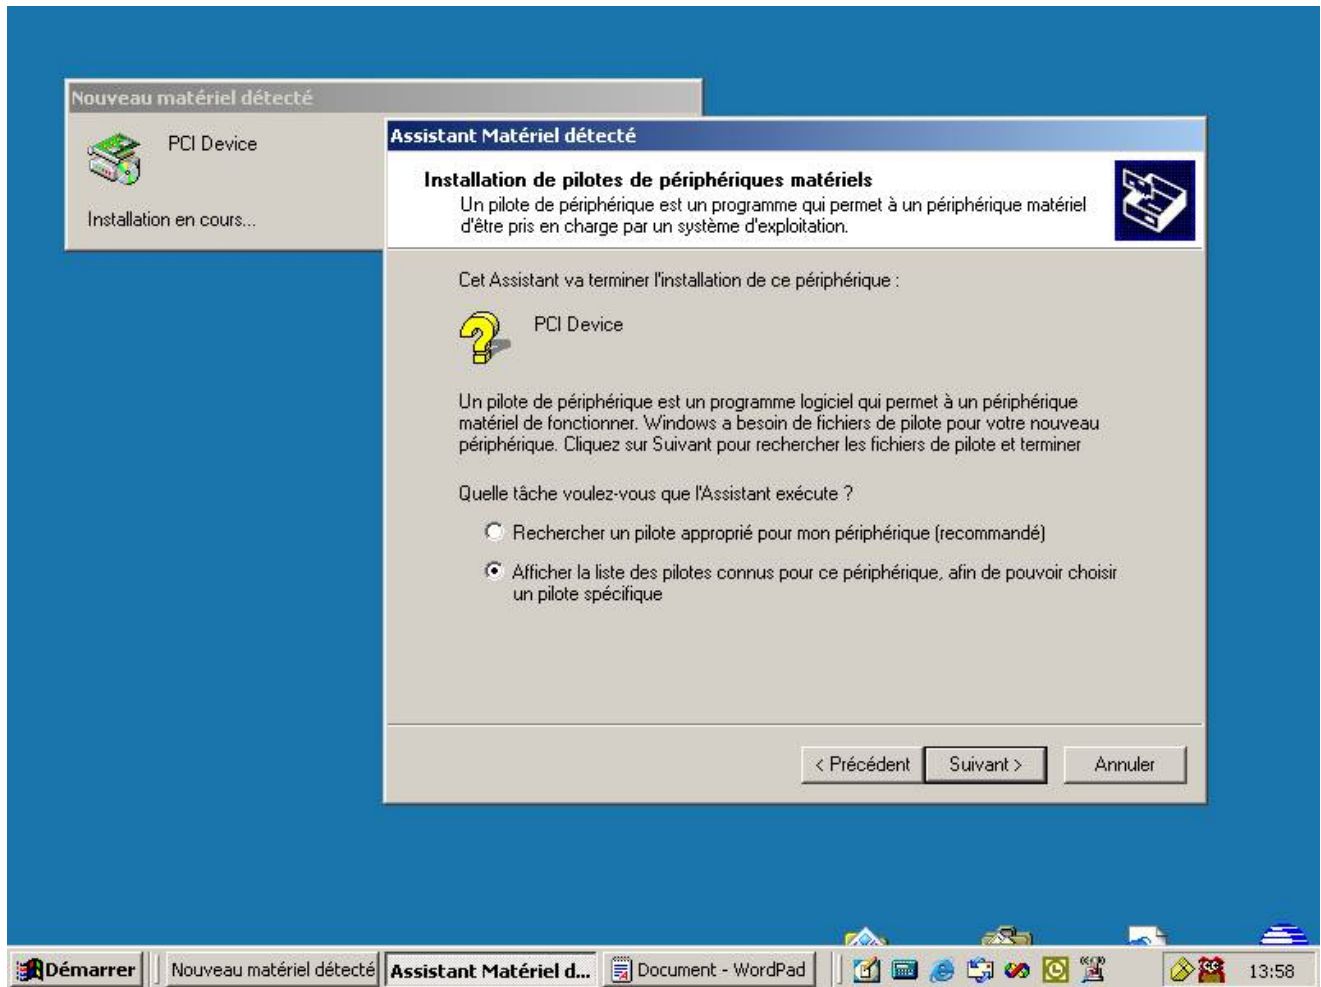 Nouveau matériel détecté
PCI Device
Installation en cours...
Assistant Matériel détecté
Installation de pilotes de périphériques matériels
Un pilote de périphérique est un programme qui permet à un périphérique matériel
d'être pris en charge par un système d'exploitation.
Cet Assistant va terminer l'installation de ce périphérique :
PCI Device
Un pilote de périphérique est un programme logiciel qui permet à un périphérique
matériel de fonctionner. Windows a besoin de fichiers de pilote pour votre nouveau
périphérique. Cliquez sur Suivant pour rechercher les fichiers de pilote et terminer
Quelle tâche voulez-vous que l'Assistant exécute ?
Rechercher un pilote approprié pour mon périphérique (recommandé)
Afficher la liste des pilotes connus pour ce périphérique, afin de pouvoir choisir
un pilote spécifique
< Précédent Suivant > Annuler
Démarrer Nouveau matériel détecté Assistant Matériel d... Document - WordPad 13:58